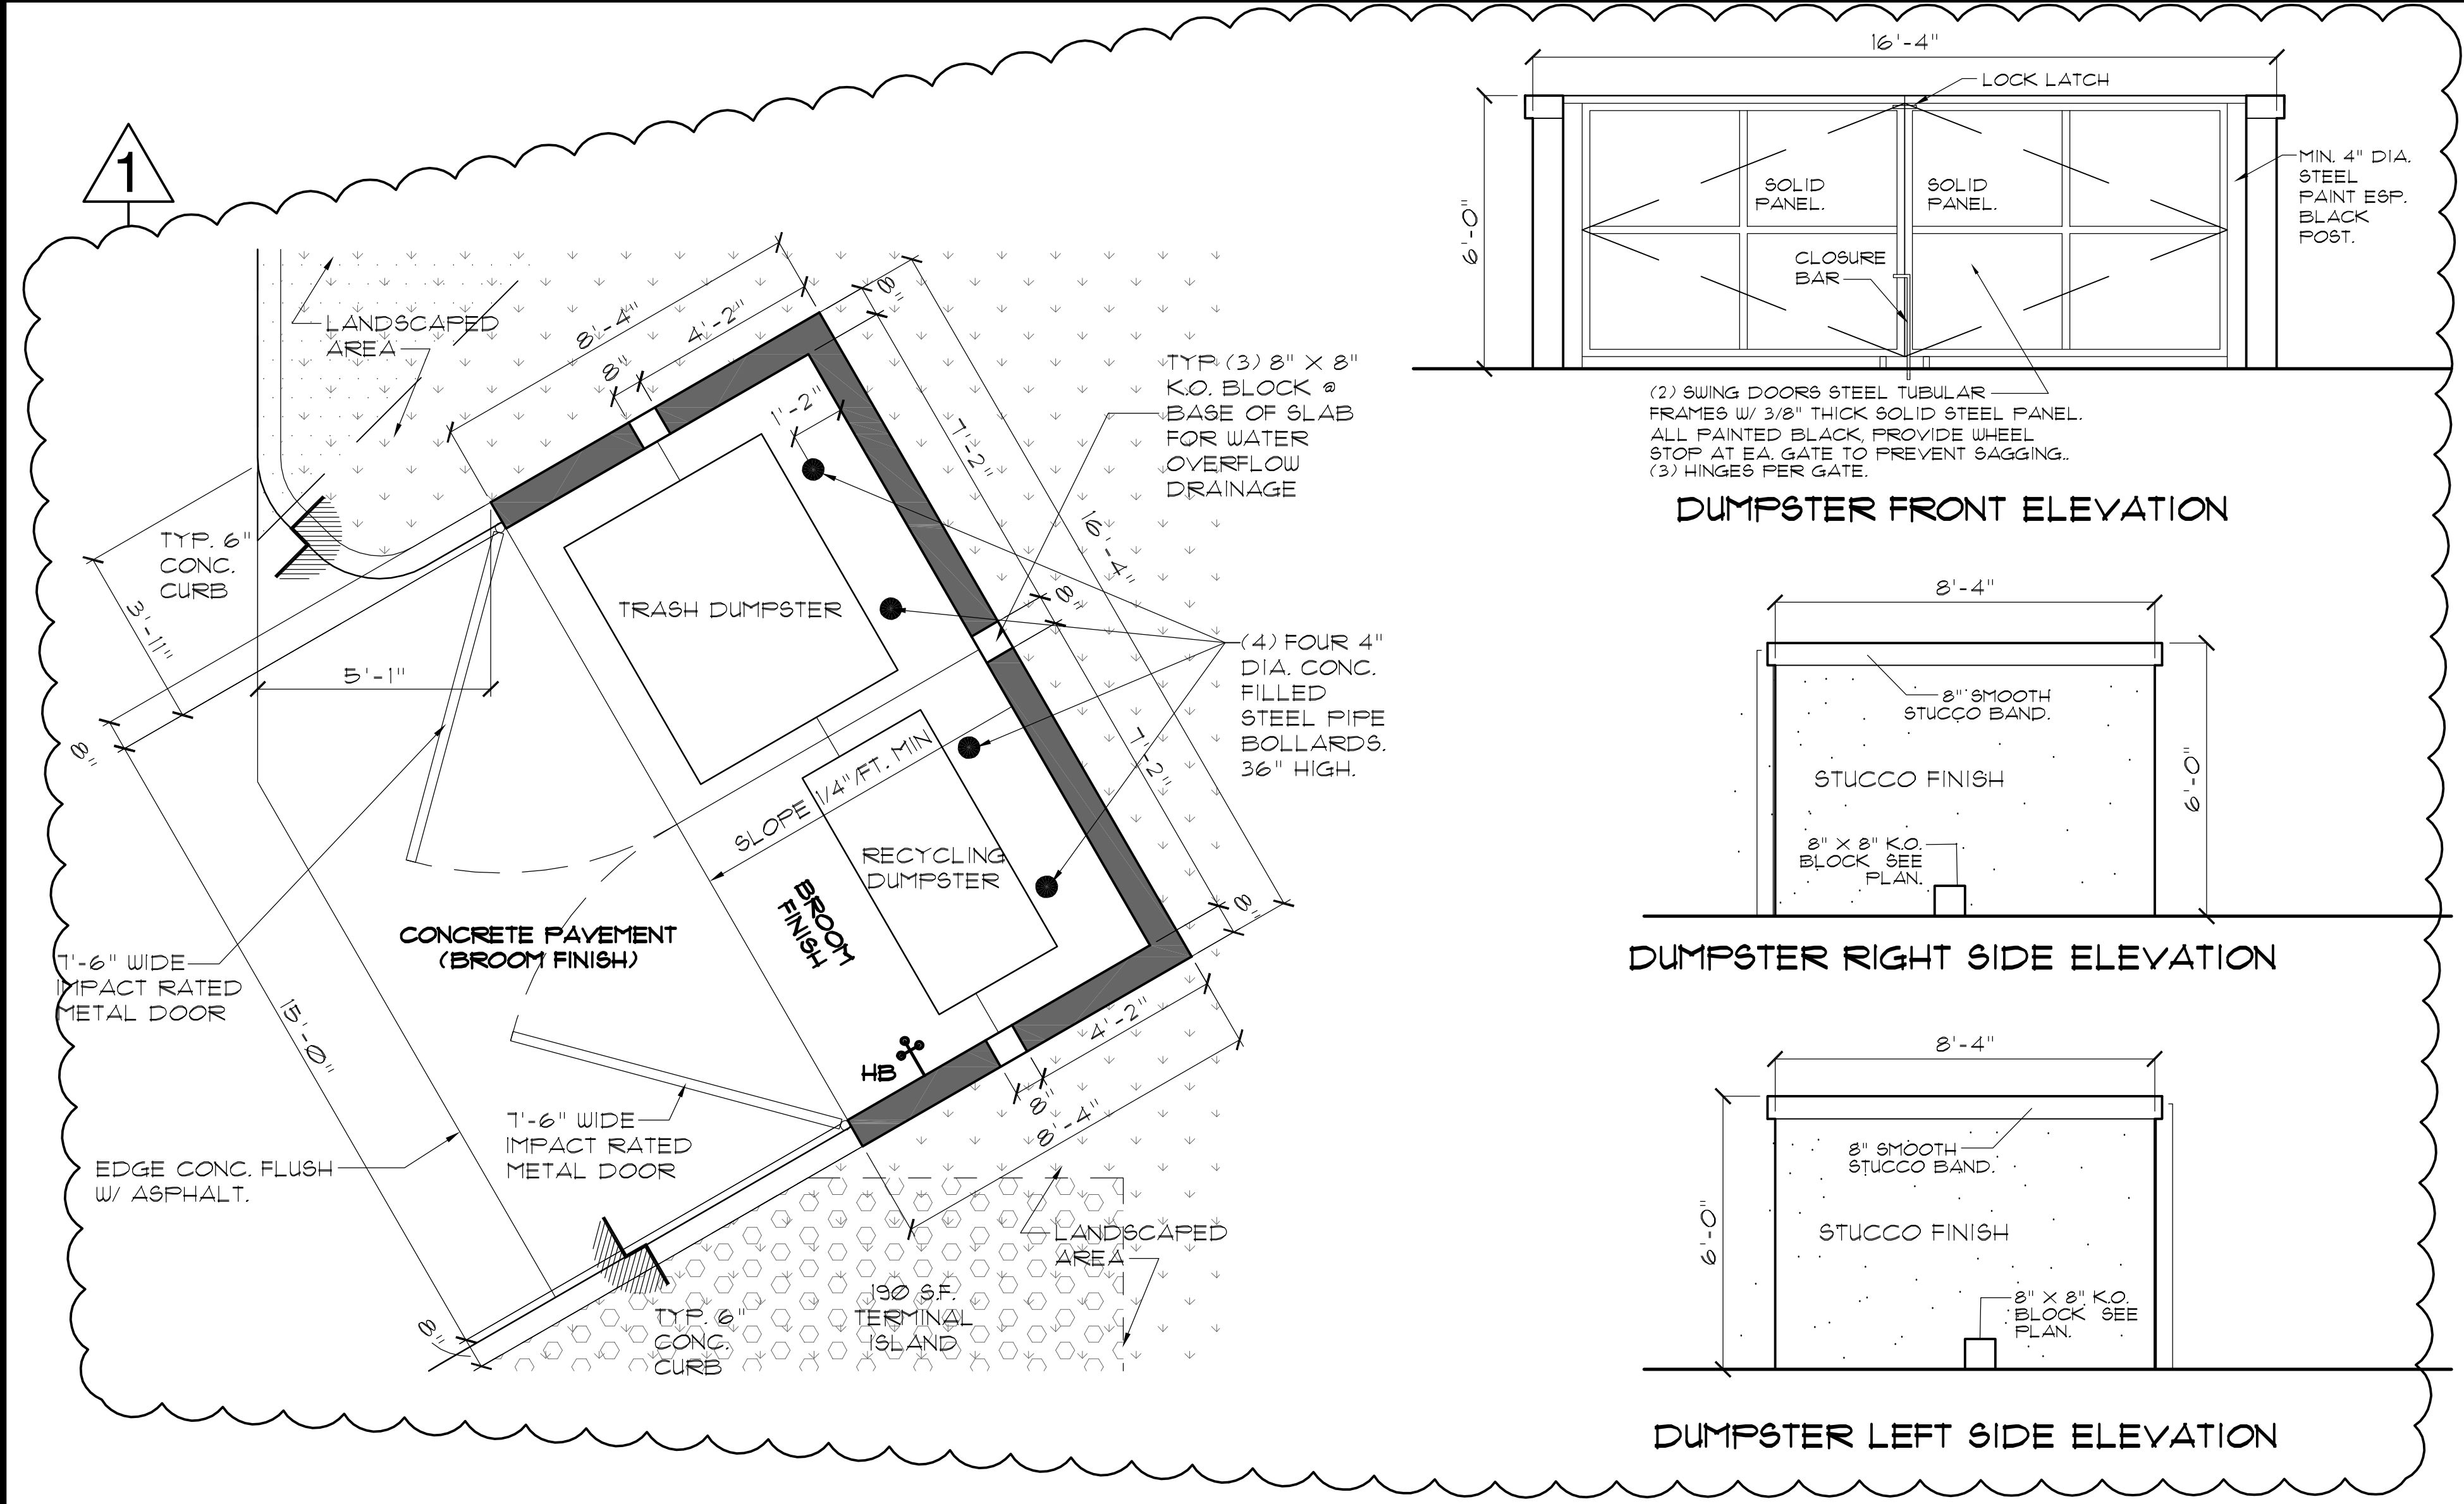 1
LANDSCAPED
AREA
8'-4"
8"
4'-2"
8"
1'-2"
7'-2"
16'-4"
8"
7'-2"
8"
TYP (3) 8" X 8"
K.O. BLOCK @
BASE OF SLAB
FOR WATER
OVERFLOW
DRAINAGE
TYP. 6"
CONC.
CURB
3'-11"
5'-1"
8"
15'-0"
8"
TRASH DUMPSTER
(4) FOUR 4"
DIA. CONC.
FILLED
STEEL PIPE
BOLLARDS.
36" HIGH.
SLOPE 1/4"/FT. MIN
RECYCLING
DUMPSTER
BROOM
FINISH
CONCRETE PAVEMENT
(BROOM FINISH)
7'-6" WIDE
IMPACT RATED
METAL DOOR
HB
4'-2"
8"
8'-4"
7'-6" WIDE
IMPACT RATED
METAL DOOR
EDGE CONC. FLUSH
W/ ASPHALT.
LANDSCAPED
AREA
190 S.F.
TERMINAL
ISLAND
TYP. 6"
CONC.
CURB
16'-4"
LOCK LATCH
6'-0"
SOLID
PANEL.
SOLID
PANEL.
MIN. 4" DIA.
STEEL
PAINT ESP.
BLACK
POST.
CLOSURE
BAR
(2) SWING DOORS STEEL TUBULAR
FRAMES W/ 3/8" THICK SOLID STEEL PANEL.
ALL PAINTED BLACK, PROVIDE WHEEL
STOP AT EA. GATE TO PREVENT SAGGING..
(3) HINGES PER GATE.
DUMPSTER FRONT ELEVATION
8'-4"
8" SMOOTH
STUCCO BAND.
STUCCO FINISH
6'-0"
8" X 8" K.O.
BLOCK SEE
PLAN.
DUMPSTER RIGHT SIDE ELEVATION
8'-4"
8" SMOOTH
STUCCO BAND.
6'-0"
STUCCO FINISH
8" X 8" K.O.
BLOCK SEE
PLAN.
DUMPSTER LEFT SIDE ELEVATION